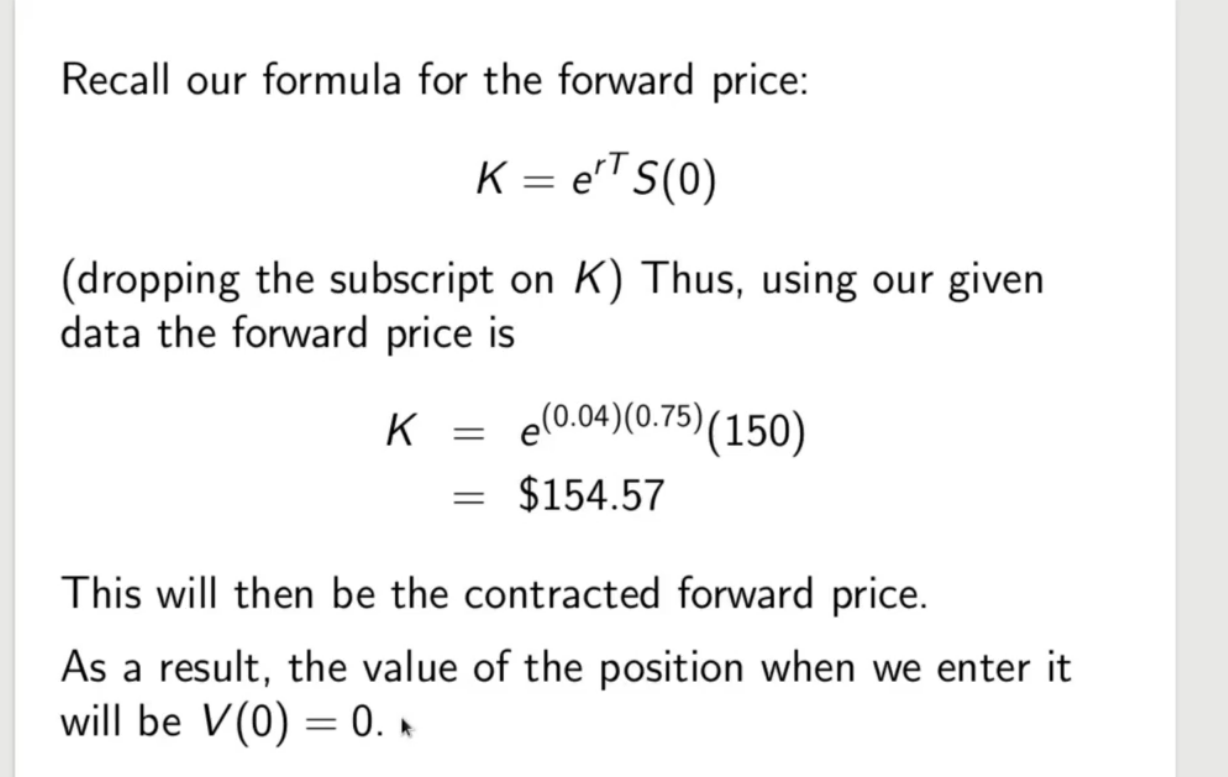 Recall our formula for the forward price:
K = e^{rT} S(0)
(dropping the subscript on K) Thus, using our given
data the forward price is
K = e^{(0.04)(0.75)}(150)
= $154.57
This will then be the contracted forward price.
As a result, the value of the position when we enter it
will be V(0) = 0.